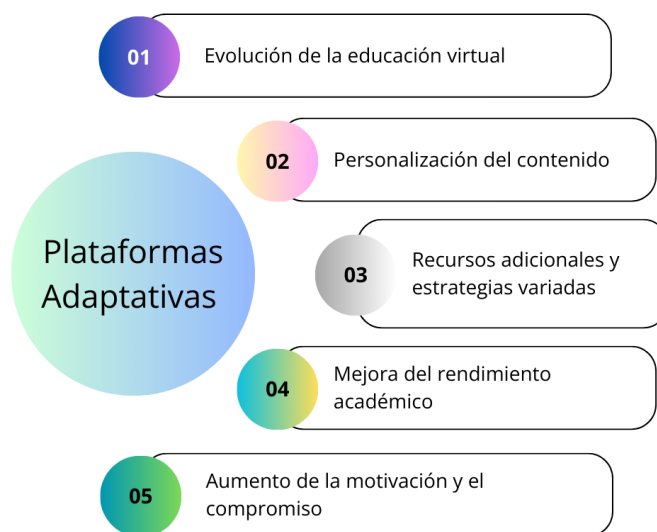 01
Evolución de la educación virtual
02
Personalización del contenido
Plataformas
Adaptativas
03
Recursos adicionales y
estrategias variadas
04
Mejora del rendimiento
académico
05
Aumento de la motivación y el
compromiso